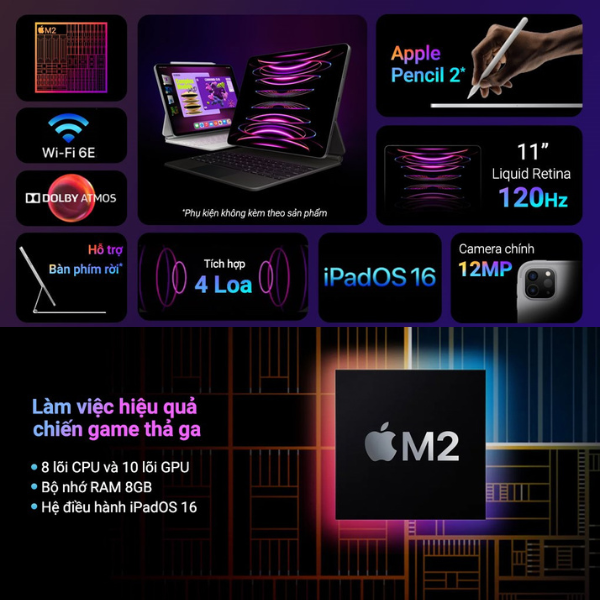 M2
Wi-Fi 6E
DOLBY ATMOS
*Phụ kiện không kèm theo sản phẩm
Apple
Pencil 2*
11”
Liquid Retina
120Hz
Hỗ trợ
Bàn phím rời*
Tích hợp
4 Loa
iPadOS 16
Camera chính
12MP
Làm việc hiệu quả
chiến game thả ga
• 8 lõi CPU và 10 lõi GPU
• Bộ nhớ RAM 8GB
• Hệ điều hành iPadOS 16
M2